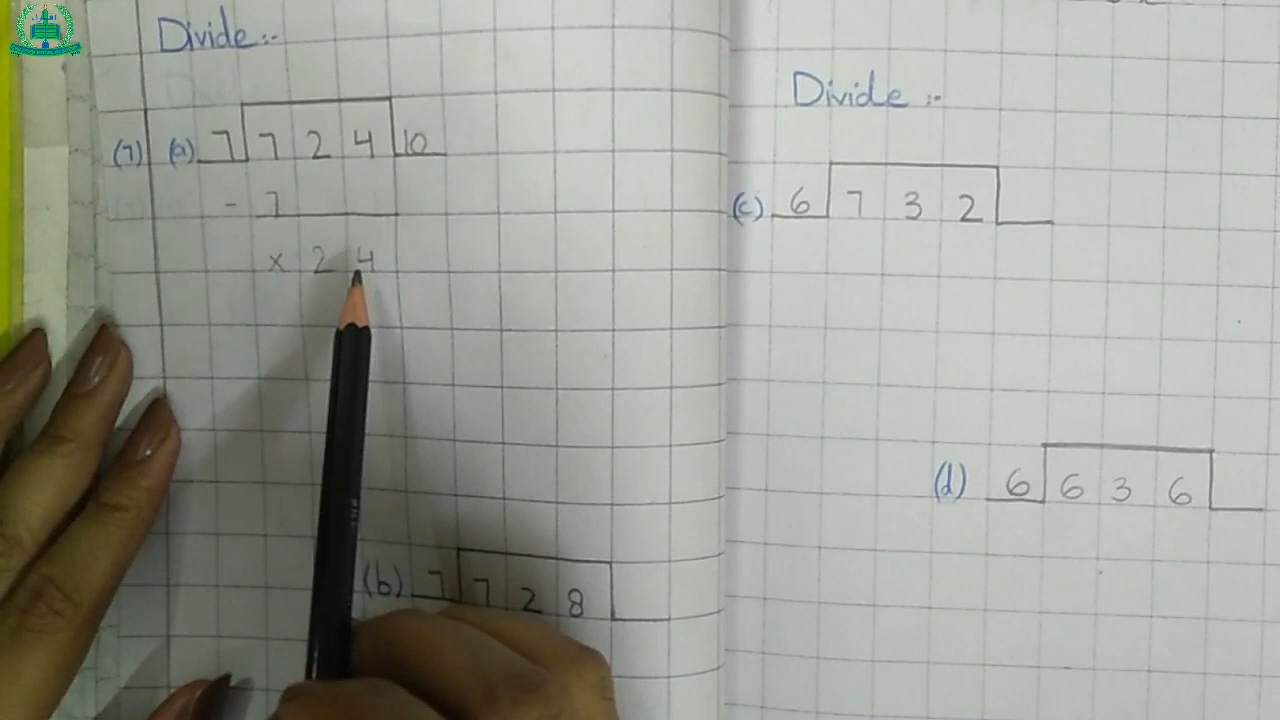 Divide :-
(7) (a) 7 7 2 4 10
- 7
x 2 4
(b) 7 7 2 8
Divide :-
(c) 6 7 3 2
(d) 6 6 3 6